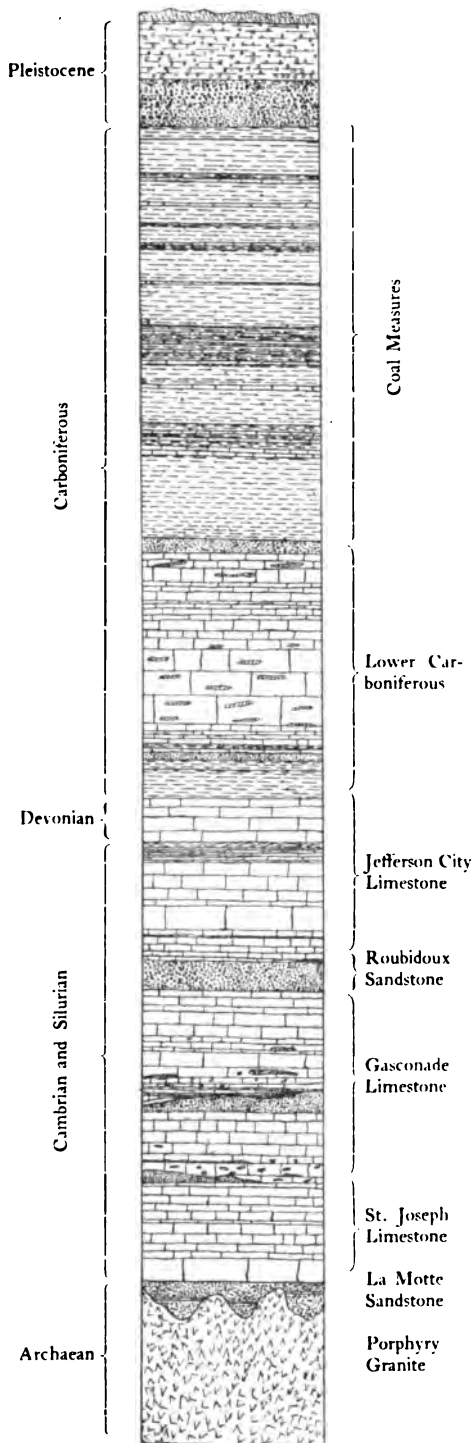 Pleistocene
Carboniferous
Coal Measures
Lower Car-
boniferous
Devonian
Jefferson City
Limestone
Roubidoux
Sandstone
Cambrian and Silurian
Gasconade
Limestone
St. Joseph
Limestone
La Motte
Sandstone
Archaean
Porphyry
Granite